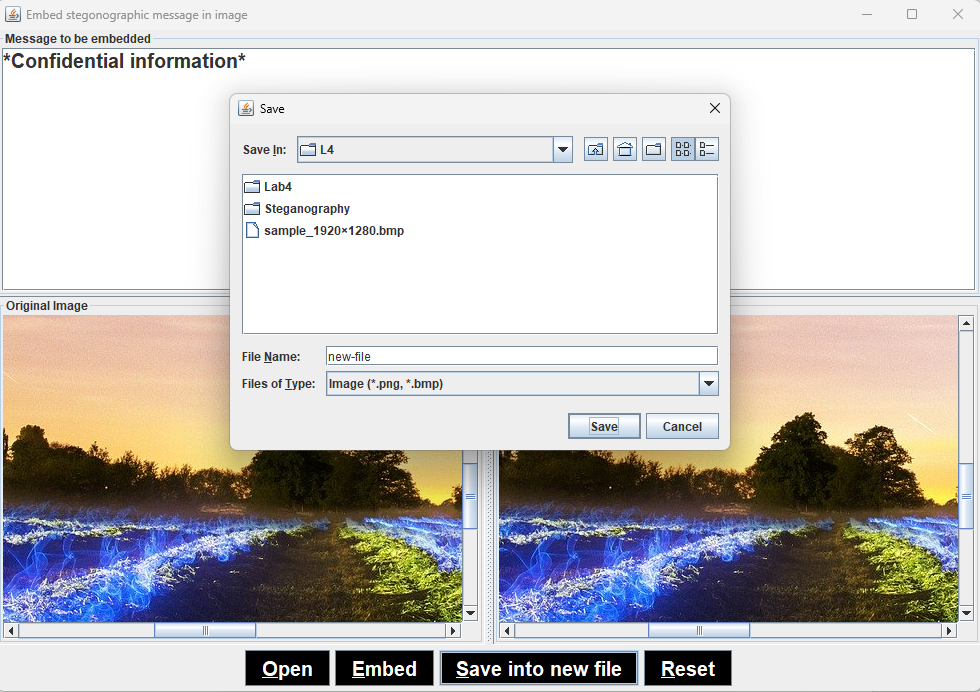 Embed stegonographic message in image
Message to be embedded
*Confidential information*
Save
Save In:
L4
Lab4
Steganography
sample_1920×1280.bmp
File Name:
new-file
Files of Type:
Image (*.png, *.bmp)
Save
Cancel
Original Image
Open
Embed
Save into new file
Reset